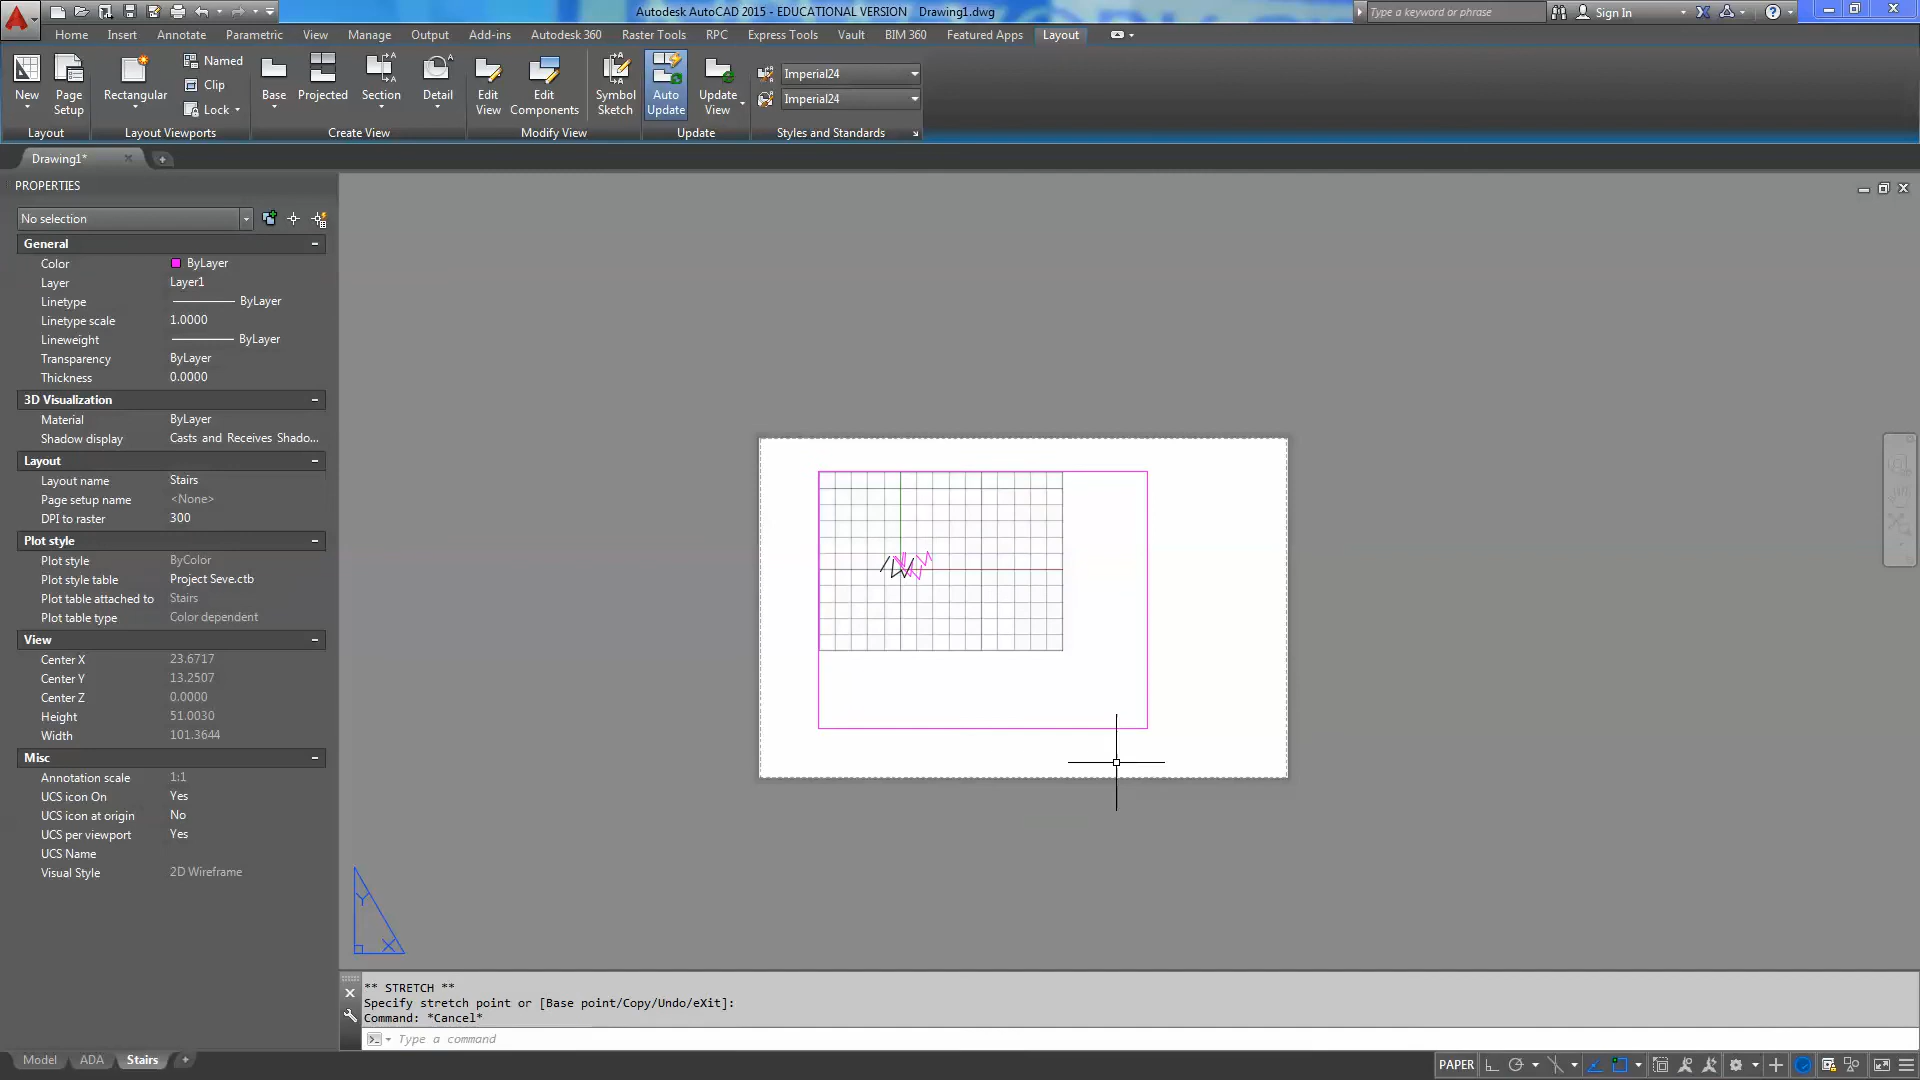 Autodesk AutoCAD 2015 - EDUCATIONAL VERSION Drawing1.dwg
Type a keyword or phrase
Sign In
Home Insert Annotate Parametric View Manage Output Add-ins Autodesk 360 Raster Tools RPC Express Tools Vault BIM 360 Featured Apps Layout
New
Page Setup
Rectangular
Named
Clip
Lock
Base
Projected
Section
Detail
Edit View
Edit Components
Symbol Sketch
Auto Update
Update View
Imperial24
Imperial24
Layout
Layout Viewports
Create View
Modify View
Update
Styles and Standards
Drawing1*
PROPERTIES
No selection
General
Color ByLayer
Layer Layer1
Linetype ByLayer
Linetype scale 1.0000
Lineweight ByLayer
Transparency ByLayer
Thickness 0.0000
3D Visualization
Material ByLayer
Shadow display Casts and Receives Shado...
Layout
Layout name Stairs
Page setup name <None>
DPI to raster 300
Plot style
Plot style ByColor
Plot style table Project Seve.ctb
Plot table attached to Stairs
Plot table type Color dependent
View
Center X 23.6717
Center Y 13.2507
Center Z 0.0000
Height 51.0030
Width 101.3644
Misc
Annotation scale 1:1
UCS icon On Yes
UCS icon at origin No
UCS per viewport Yes
UCS Name
Visual Style 2D Wireframe
Y
X
** STRETCH **
Specify stretch point or [Base point/Copy/Undo/eXit]:
Command: *Cancel*
Type a command
Model ADA Stairs +
PAPER